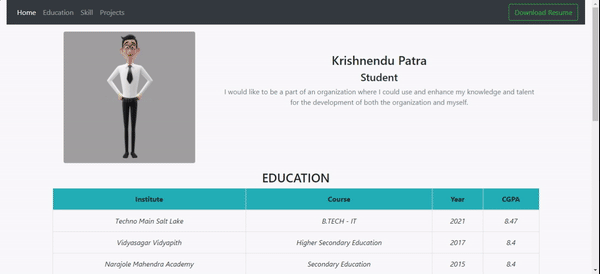 Home Education Skill Projects Download Resume
Krishnendu Patra
Student
I would like to be a part of an organization where I could use and enhance my knowledge and talent
for the development of both the organization and myself.
EDUCATION
Institute Course Year CGPA
Techno Main Salt Lake B.TECH - IT 2021 8.47
Vidyasagar Vidyapith Higher Secondary Education 2017 8.4
Narajole Mahendra Academy Secondary Education 2015 8.4